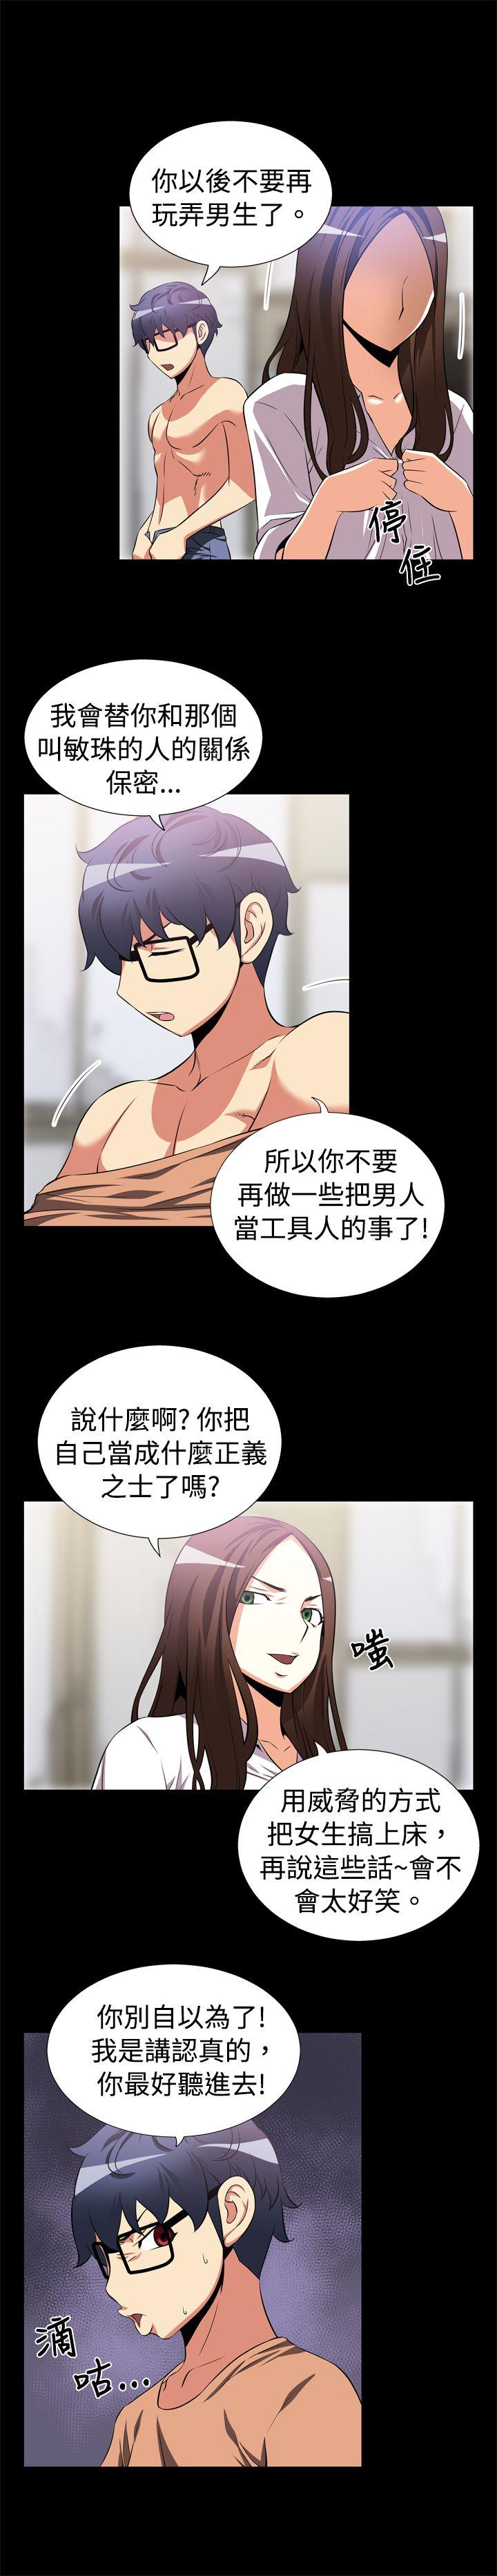 你以後不要再
玩弄男生了。
停
住
我會替你和那個
叫敏珠的人的關係
保密...
所以你不要
再做一些把男人
當工具人的事了!
說什麼啊? 你把
自己當成什麼正義
之士了嗎?
嗤
用威脅的方式
把女生搞上床，
再說這些話~會不
會太好笑。
你別自以為了!
我是講認真的，
你最好聽進去!
滴
咕...